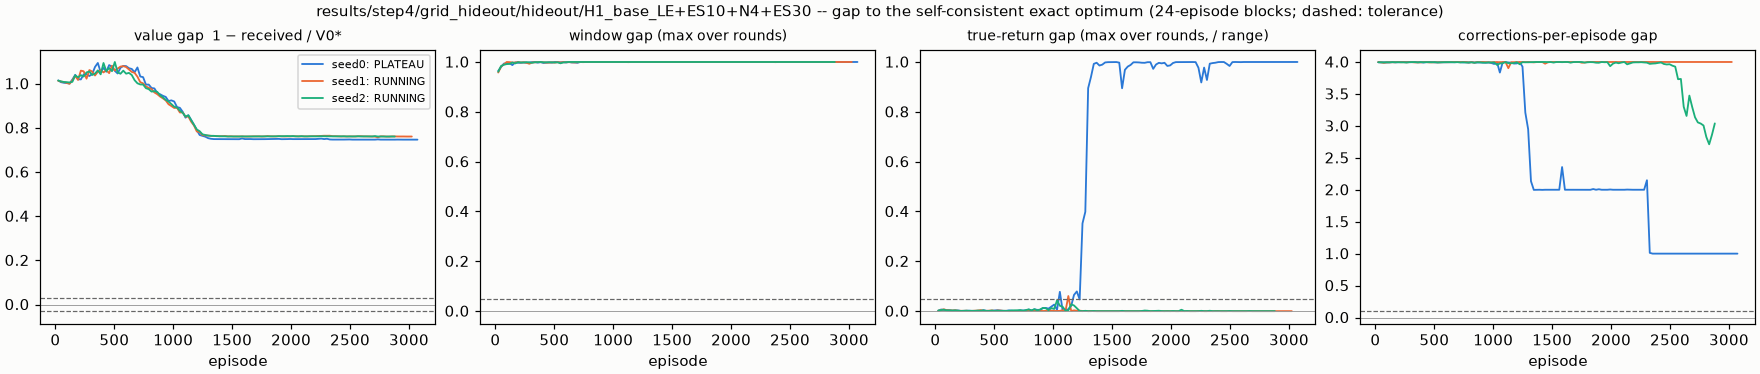 results/step4/grid_hideout/hideout/H1_base_LE+ES10+N4+ES30 -- gap to the self-consistent exact optimum (24-episode blocks; dashed: tolerance)
value gap 1 − received / V0*
1.0
0.8
0.6
0.4
0.2
0.0
0 500 1000 1500 2000 2500 3000
episode
seed0: PLATEAU
seed1: RUNNING
seed2: RUNNING
window gap (max over rounds)
1.0
0.8
0.6
0.4
0.2
0.0
0 500 1000 1500 2000 2500 3000
episode
true-return gap (max over rounds, / range)
1.0
0.8
0.6
0.4
0.2
0.0
0 500 1000 1500 2000 2500 3000
episode
corrections-per-episode gap
4.0
3.5
3.0
2.5
2.0
1.5
1.0
0.5
0.0
0 500 1000 1500 2000 2500 3000
episode